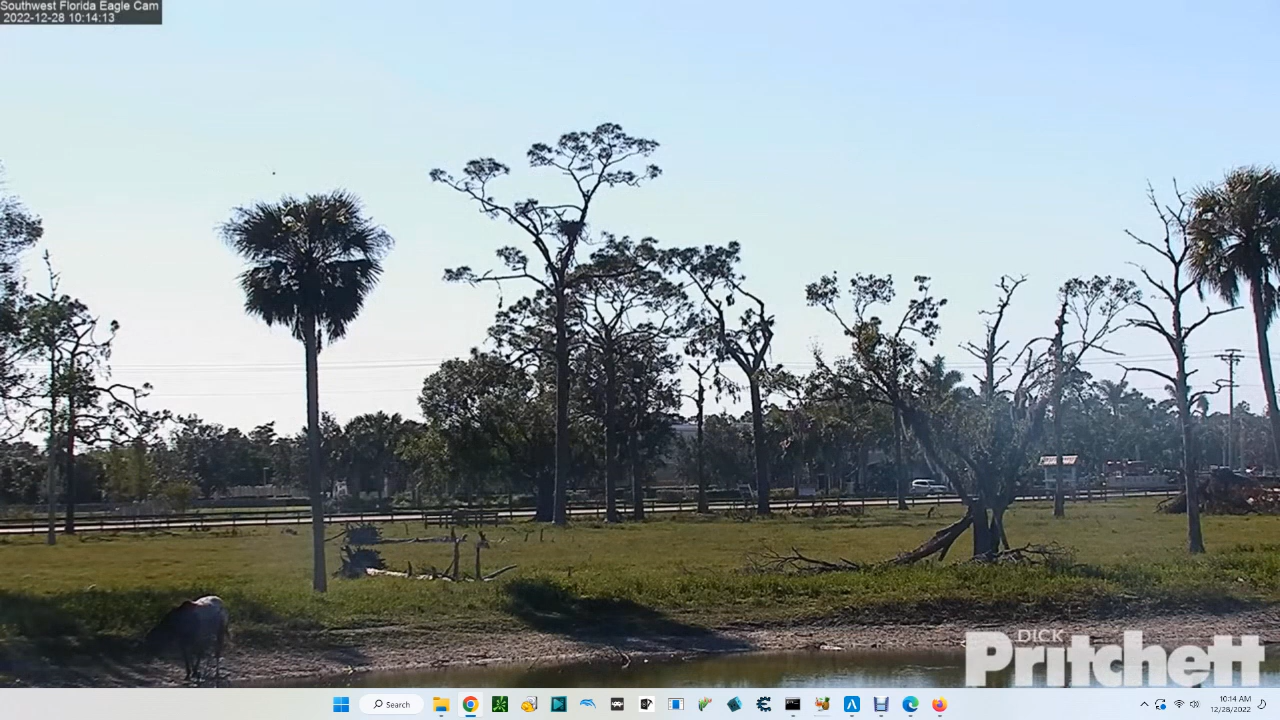 Southwest Florida Eagle Cam
2022-12-28 10:14:13
DICK
Pritchett
Search
10:14 AM
12/28/2022